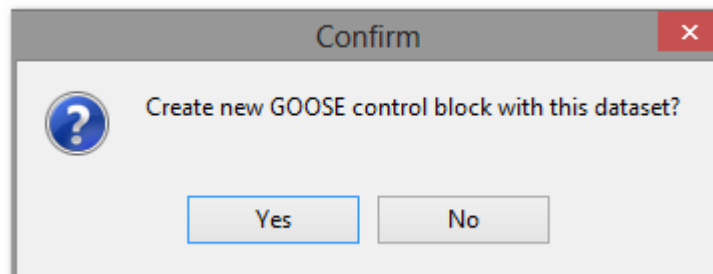 Confirm
Create new GOOSE control block with this dataset?
Yes
No